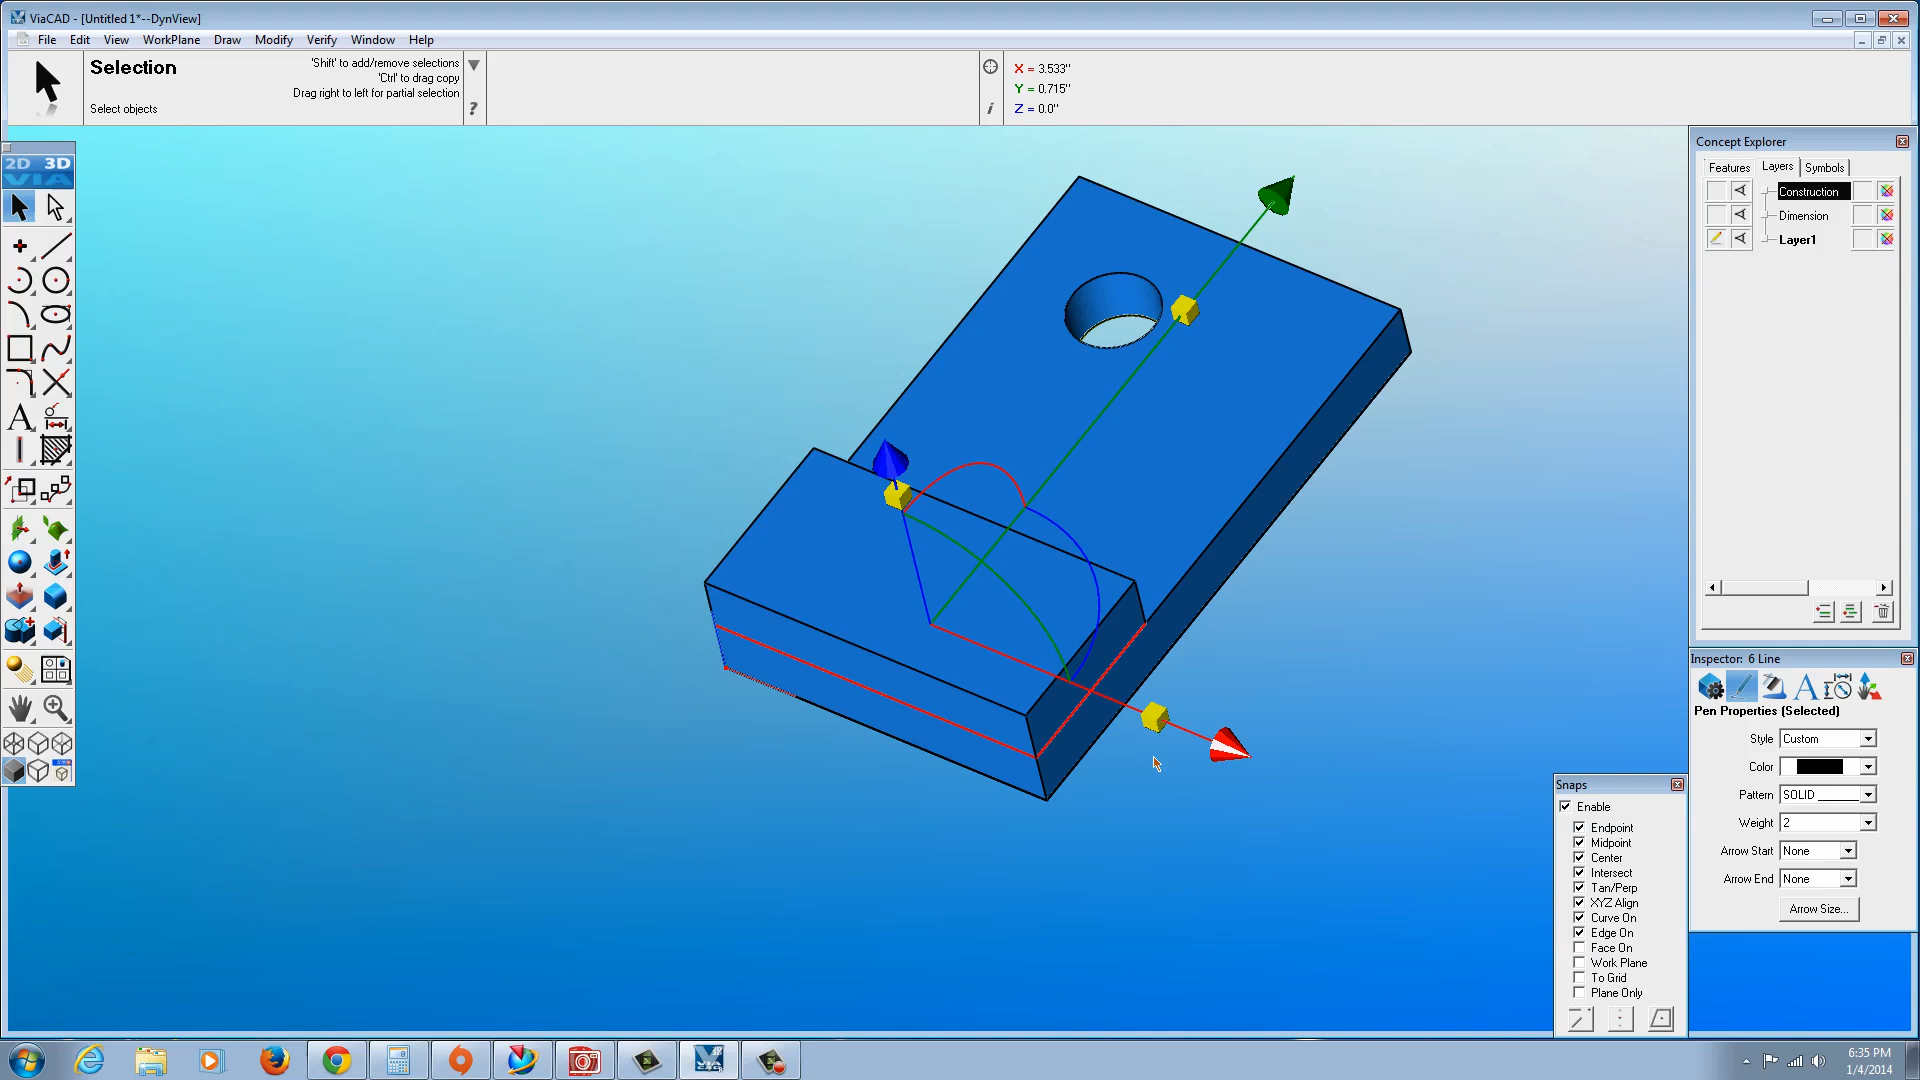 ViaCAD - [Untitled 1*--DynView]
File Edit View WorkPlane Draw Modify Verify Window Help
Selection
'Shift' to add/remove selections
'Ctrl' to drag copy
Drag right to left for partial selection
Select objects
?
i
X = 3.533"
Y = 0.715"
Z = 0.0"
2D 3D
VIA
A
Concept Explorer
Features Layers Symbols
Construction
Dimension
Layer1
Inspector: 6 Line
A
Pen Properties (Selected)
Style Custom
Color
Pattern SOLID
Weight 2
Arrow Start None
Arrow End None
Arrow Size...
Snaps
Enable
Endpoint
Midpoint
Center
Intersect
Tan/Perp
XYZ Align
Curve On
Edge On
Face On
Work Plane
To Grid
Plane Only
6:35 PM
1/4/2014